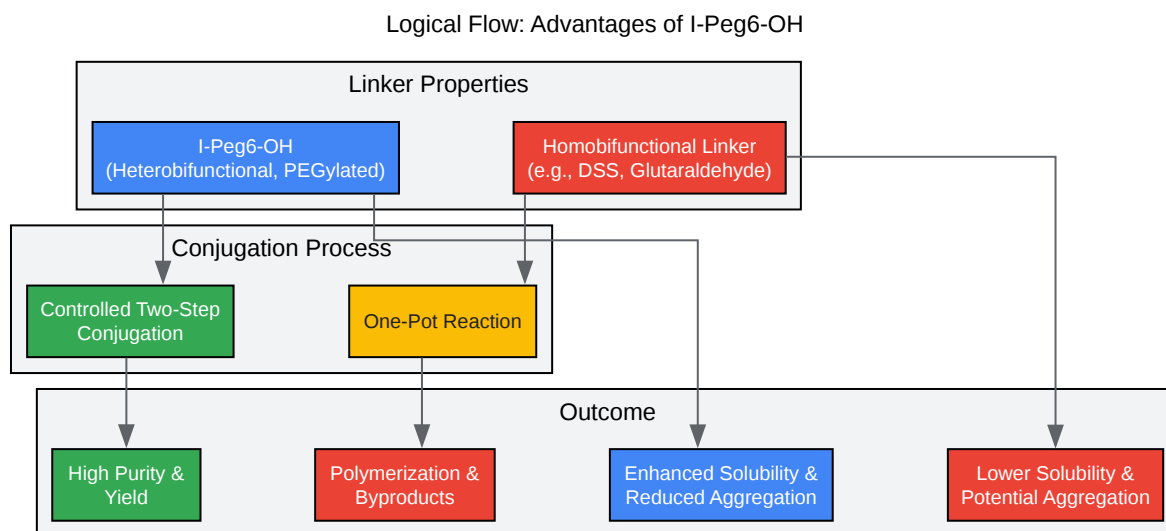 Logical Flow: Advantages of I-Peg6-OH
Linker Properties
I-Peg6-OH
(Heterobifunctional, PEGylated)
Homobifunctional Linker
(e.g., DSS, Glutaraldehyde)
Conjugation Process
Controlled Two-Step
Conjugation
One-Pot Reaction
Outcome
High Purity &
Yield
Polymerization &
Byproducts
Enhanced Solubility &
Reduced Aggregation
Lower Solubility &
Potential Aggregation